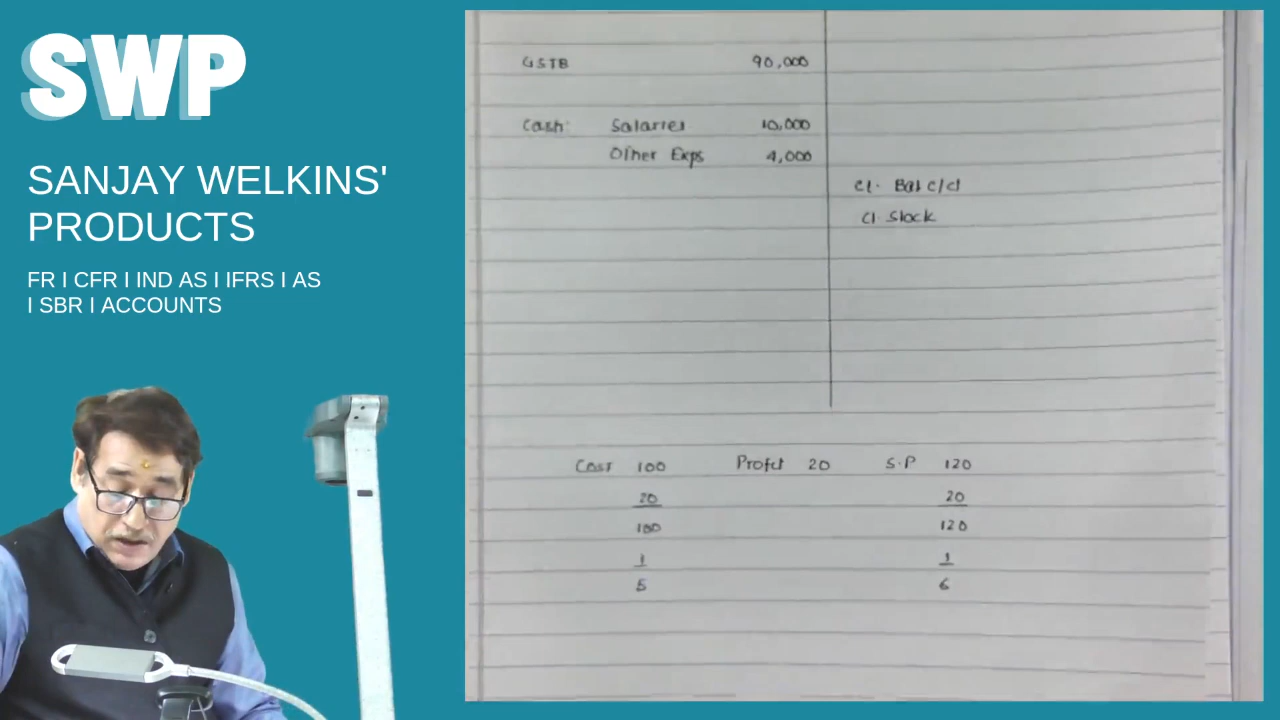 SWP
SANJAY WELKINS'
PRODUCTS
FR I CFR I IND AS I IFRS I AS
I SBR I ACCOUNTS
GSTB 90,000
Cash: Salaries 10,000
Other Exps 4,000
Cl. Bal c/d
Cl Stock
Cost 100 Profit 20 S.P 120
20 20
100 120
1 1
5 6